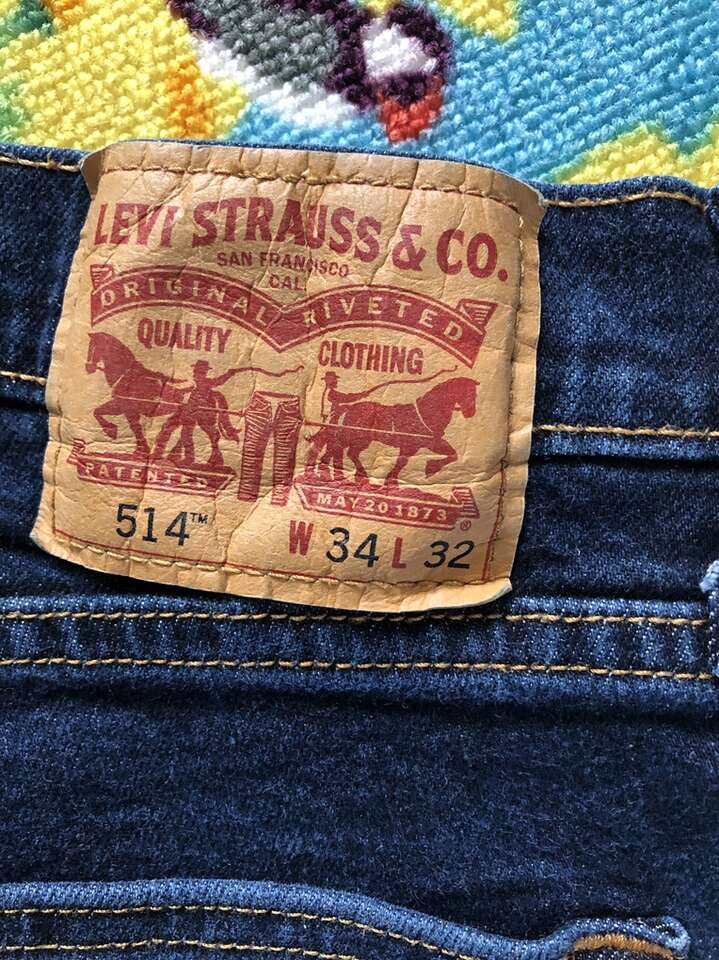 LEVI STRAUSS & CO.
SAN FRANCISCO
CAL.
ORIGINAL RIVETED
QUALITY CLOTHING
PATENTED MAY 20 1873 ®
514™ W 34 L 32